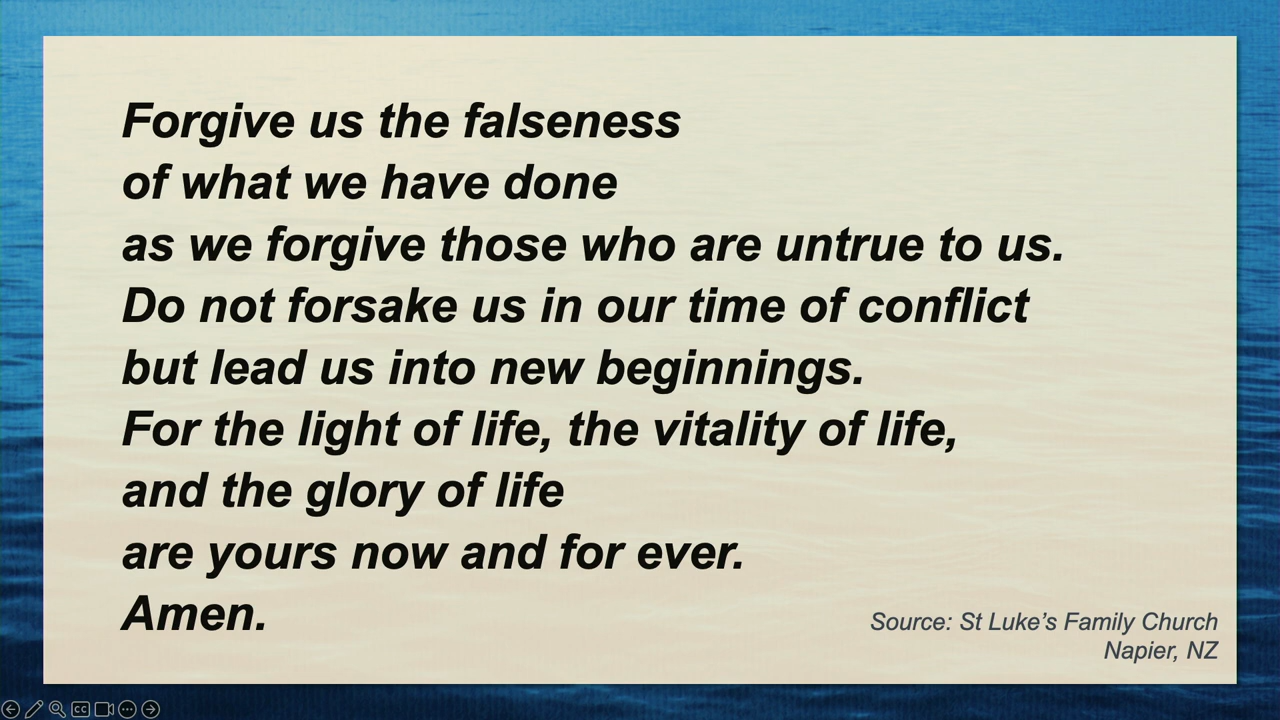 Forgive us the falseness
of what we have done
as we forgive those who are untrue to us.
Do not forsake us in our time of conflict
but lead us into new beginnings.
For the light of life, the vitality of life,
and the glory of life
are yours now and for ever.
Amen.
Source: St Luke’s Family Church
Napier, NZ
CC